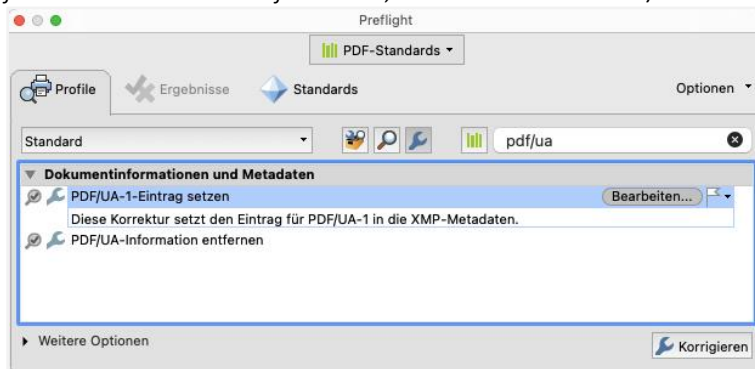 Preflight
PDF-Standards
Profile
Ergebnisse
Standards
Optionen
Standard
pdf/ua
Dokumentinformationen und Metadaten
PDF/UA-1-Eintrag setzen
Bearbeiten...
Diese Korrektur setzt den Eintrag für PDF/UA-1 in die XMP-Metadaten.
PDF/UA-Information entfernen
Weitere Optionen
Korrigieren